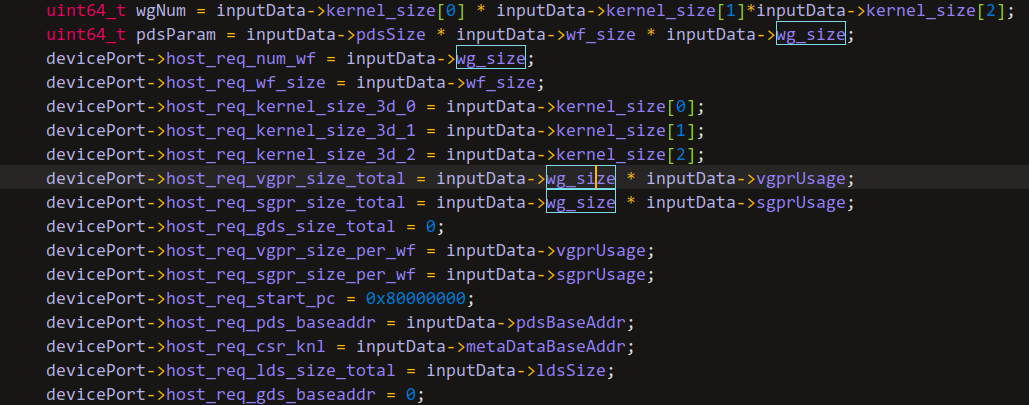 uint64_t wgNum = inputData->kernel_size[0] * inputData->kernel_size[1]*inputData->kernel_size[2];
uint64_t pdsParam = inputData->pdsSize * inputData->wf_size * inputData->wg_size;
devicePort->host_req_num_wf = inputData->wg_size;
devicePort->host_req_wf_size = inputData->wf_size;
devicePort->host_req_kernel_size_3d_0 = inputData->kernel_size[0];
devicePort->host_req_kernel_size_3d_1 = inputData->kernel_size[1];
devicePort->host_req_kernel_size_3d_2 = inputData->kernel_size[2];
devicePort->host_req_vgpr_size_total = inputData->wg_size * inputData->vgprUsage;
devicePort->host_req_sgpr_size_total = inputData->wg_size * inputData->sgprUsage;
devicePort->host_req_gds_size_total = 0;
devicePort->host_req_vgpr_size_per_wf = inputData->vgprUsage;
devicePort->host_req_sgpr_size_per_wf = inputData->sgprUsage;
devicePort->host_req_start_pc = 0x80000000;
devicePort->host_req_pds_baseaddr = inputData->pdsBaseAddr;
devicePort->host_req_csr_knl = inputData->metaDataBaseAddr;
devicePort->host_req_lds_size_total = inputData->ldsSize;
devicePort->host_req_gds_baseaddr = 0;